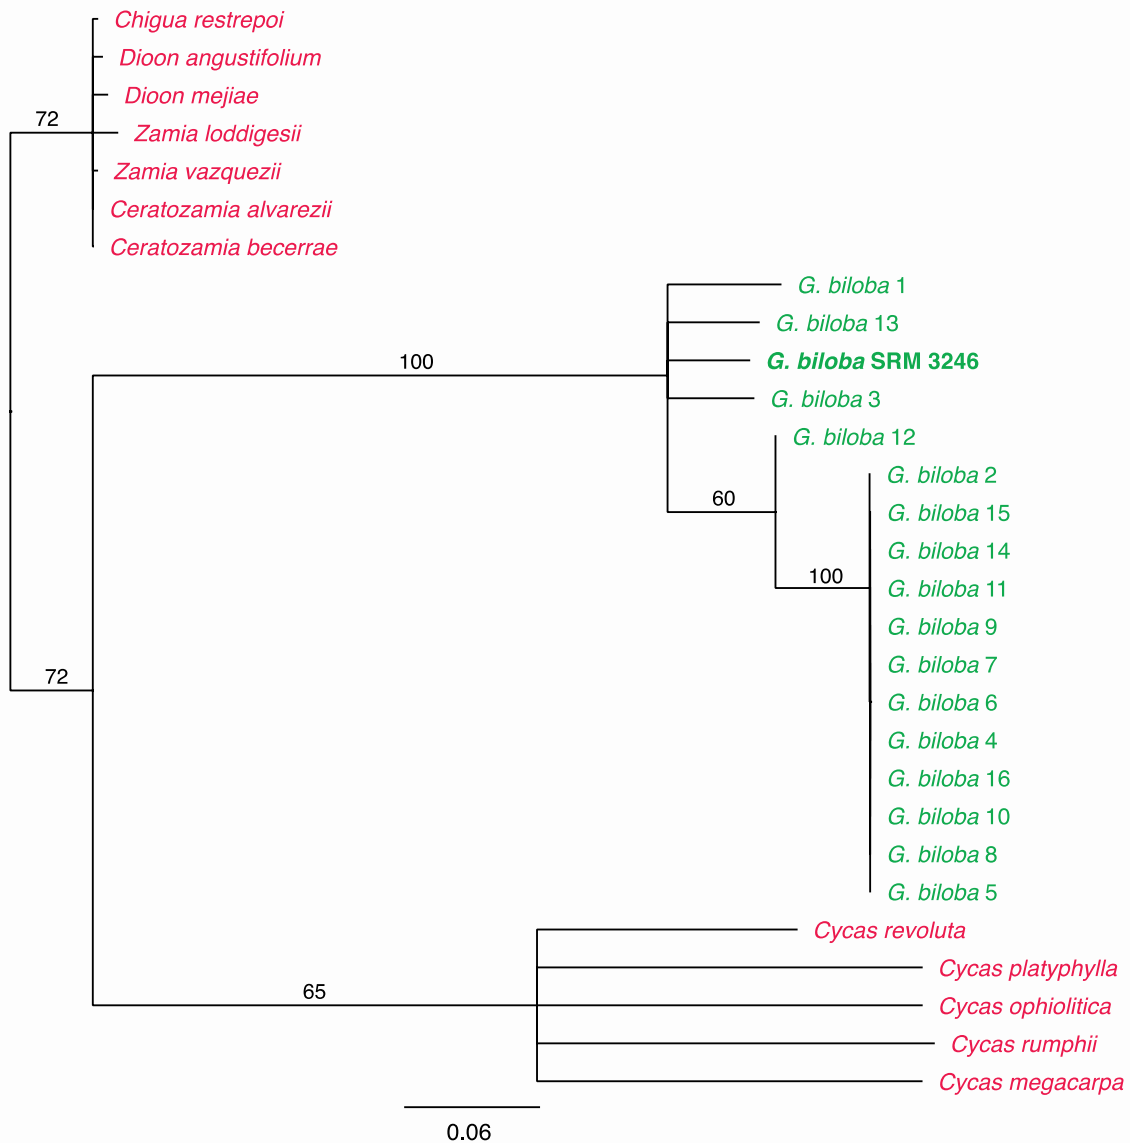 Chigua restrepoi
Dioon angustifolium
Dioon mejiae
72
Zamia loddigesii
Zamia vazquezii
Ceratozamia alvarezii
Ceratozamia becerrae
G. biloba 1
G. biloba 13
100
G. biloba SRM 3246
G. biloba 3
G. biloba 12
G. biloba 2
60
G. biloba 15
G. biloba 14
100
G. biloba 11
G. biloba 9
G. biloba 7
72
G. biloba 6
G. biloba 4
G. biloba 16
G. biloba 10
G. biloba 8
G. biloba 5
Cycas revoluta
Cycas platyphylla
65
Cycas ophiolitica
Cycas rumphii
Cycas megacarpa
0.06